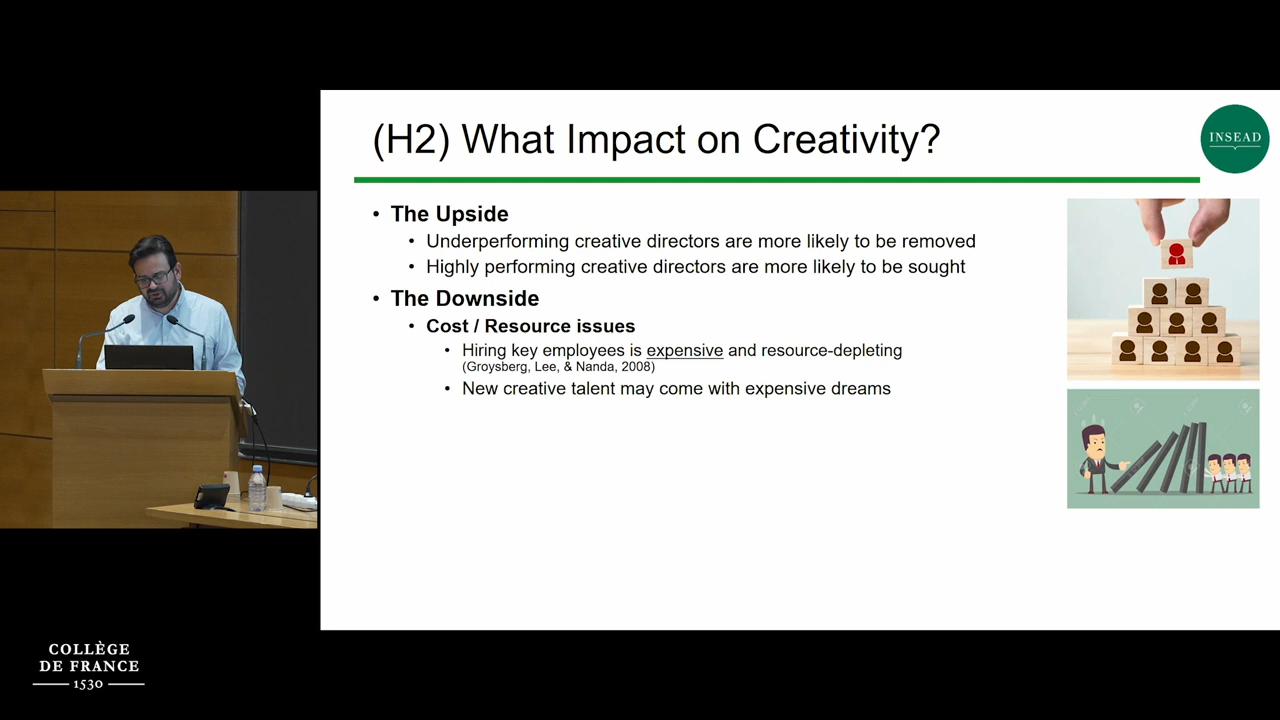 (H2) What Impact on Creativity?
INSEAD
• The Upside
• Underperforming creative directors are more likely to be removed
• Highly performing creative directors are more likely to be sought
• The Downside
• Cost / Resource issues
• Hiring key employees is expensive and resource-depleting
(Groysberg, Lee, & Nanda, 2008)
• New creative talent may come with expensive dreams
COLLÈGE
DE FRANCE
1530